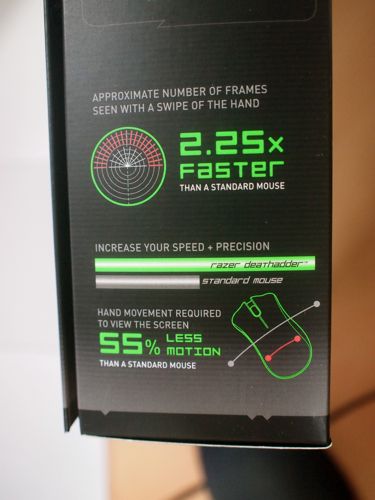 APPROXIMATE NUMBER OF FRAMES
SEEN WITH A SWIPE OF THE HAND
2.25x
FASTER
THAN A STANDARD MOUSE
INCREASE YOUR SPEED + PRECISION
RAZER DEATHADDER™
STANDARD MOUSE
HAND MOVEMENT REQUIRED
TO VIEW THE SCREEN
55% LESS
MOTION
THAN A STANDARD MOUSE